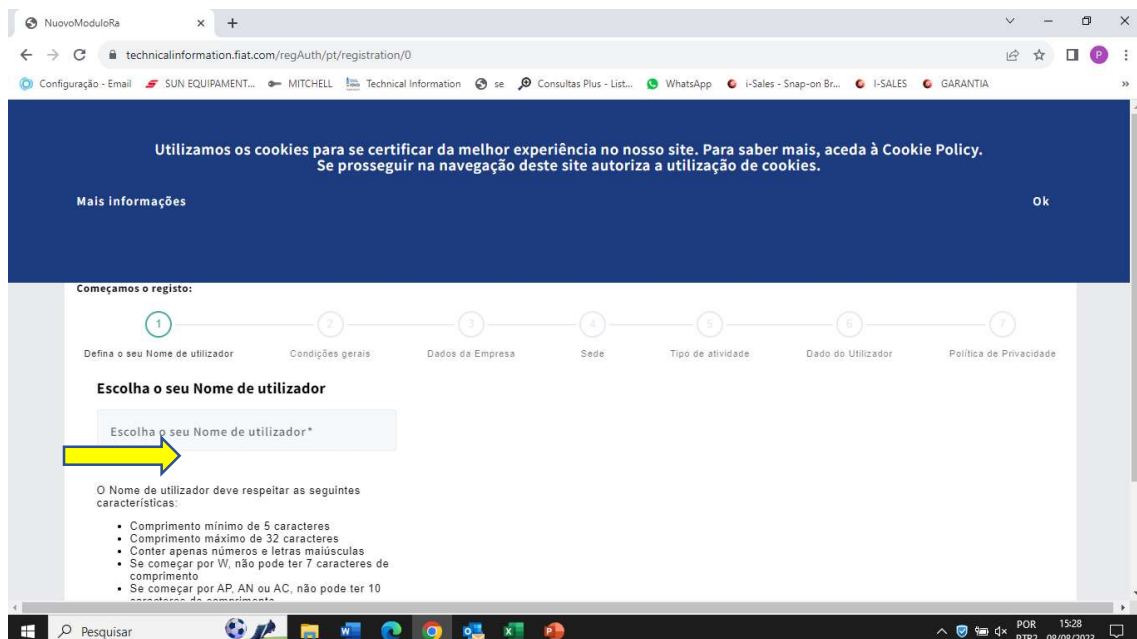 NuovoModuloRa
technicalinformation.fiat.com/regAuth/pt/registration/0
P
Configuração - Email SUN EQUIPAMENT... MITCHELL Technical Information se Consultas Plus - List... WhatsApp i-Sales - Snap-on Br... I-SALES GARANTIA »
Utilizamos os cookies para se certificar da melhor experiência no nosso site. Para saber mais, aceda à Cookie Policy.
Se prosseguir na navegação deste site autoriza a utilização de cookies.
Mais informações Ok
Começamos o registo:
1 2 3 4 5 6 7
Defina o seu Nome de utilizador Condições gerais Dados da Empresa Sede Tipo de atividade Dado do Utilizador Política de Privacidade
Escolha o seu Nome de utilizador
Escolha o seu Nome de utilizador*
O Nome de utilizador deve respeitar as seguintes
características:
• Comprimento mínimo de 5 caracteres
• Comprimento máximo de 32 caracteres
• Conter apenas números e letras maiúsculas
• Se começar por W, não pode ter 7 caracteres de
comprimento
• Se começar por AP, AN ou AC, não pode ter 10
caracteres de comprimento
Pesquisar
POR 15:28
PTB2 08/08/2023